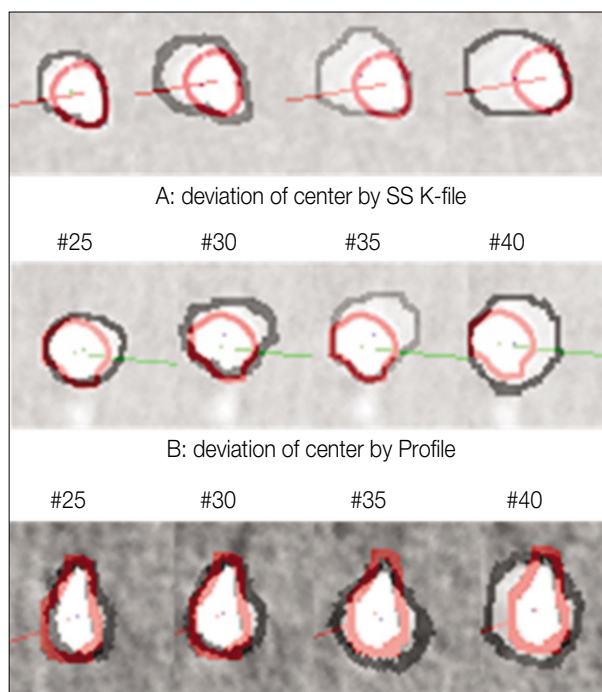 A: deviation of center by SS K-file
#25 #30 #35 #40
B: deviation of center by Profile
#25 #30 #35 #40